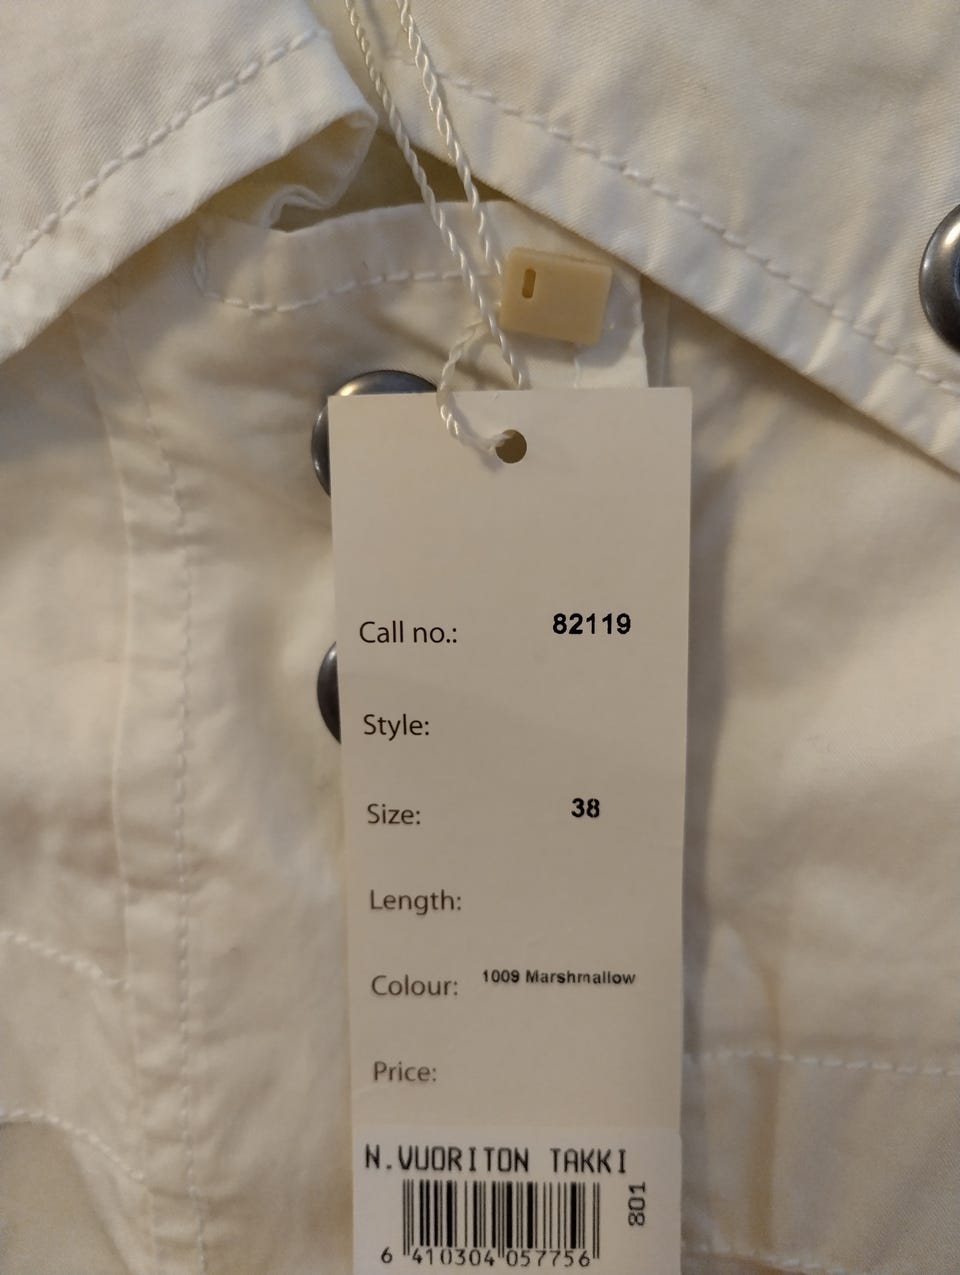 Call no.: 82119
Style:
Size: 38
Length:
Colour: 1009 Marshmallow
Price:
N.VUORITON TAKKI
801
6 410304 057756